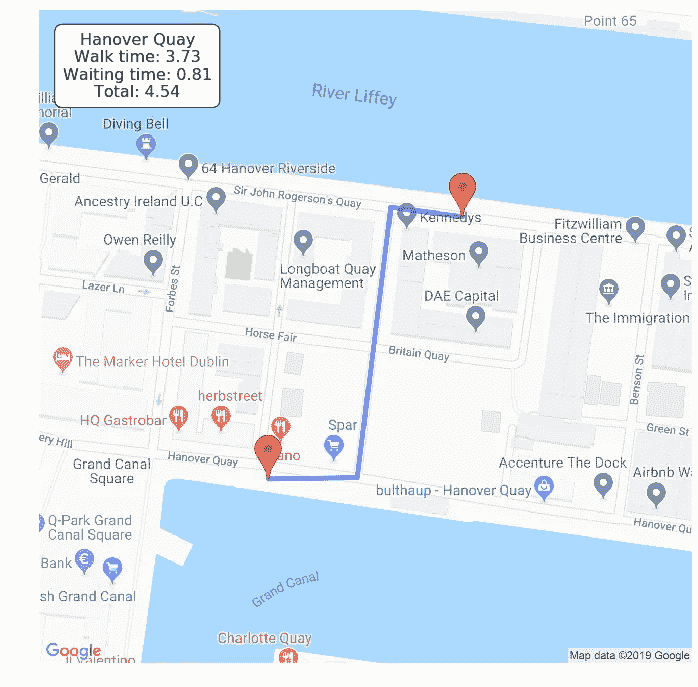 Point 65
Hanover Quay
Walk time: 3.73
Waiting time: 0.81
Total: 4.54
River Liffey
Diving Bell
64 Hanover Riverside
Gerald
Sir John Rogerson's Quay
Ancestry Ireland U.C
Kennedys
Fitzwilliam
Business Centre
Owen Reilly
Matheson
Longboat Quay
Management
Lazer Ln
Forbes St
DAE Capital
The Immigration
Horse Fair
Britain Quay
The Marker Hotel Dublin
Benson St
herbstreet
HQ Gastrobar
Spar
Green St
ery Hill
Hanover Quay
ano
Grand Canal
Square
Accenture The Dock
Airbnb Wa
bulthaup - Hanover Quay
Q-Park Grand
Canal Square
Hanover Qu
Bank
sh Grand Canal
Grand Canal
Charlotte Quay
Google
Il Valentino
Map data ©2019 Google